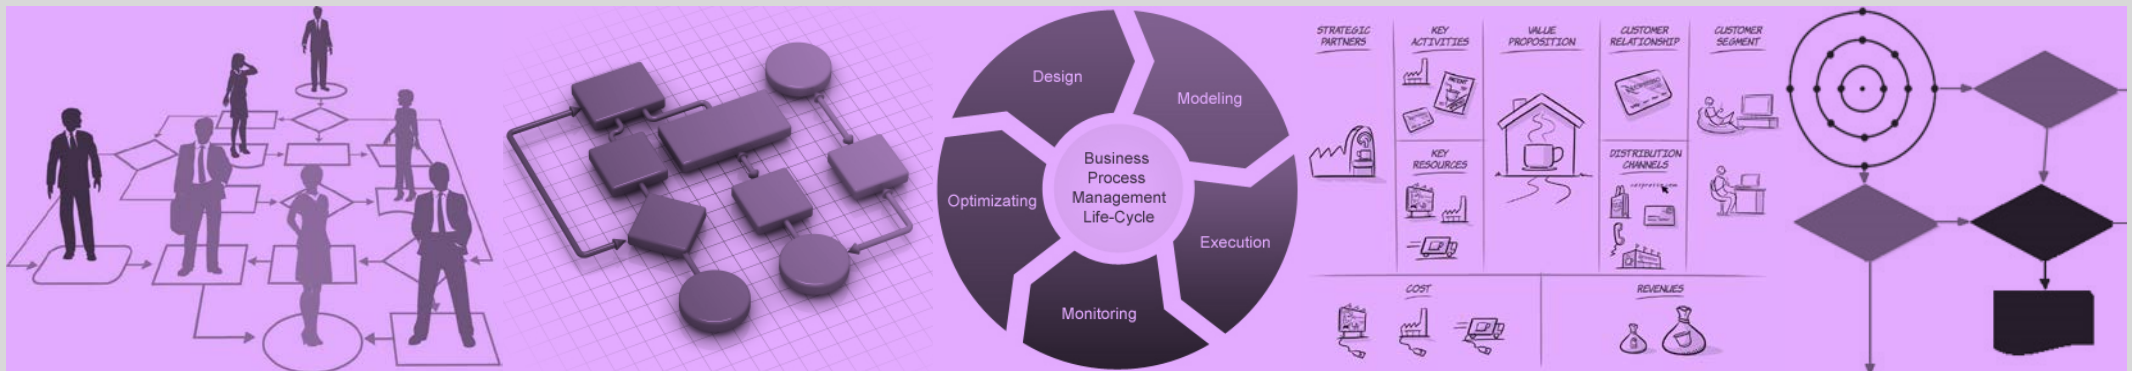 Design
Modeling
Execution
Monitoring
Optimizating
Business
Process
Management
Life-Cycle
STRATEGIC
PARTNERS
KEY
ACTIVITIES
VALUE
PROPOSITION
CUSTOMER
RELATIONSHIP
CUSTOMER
SEGMENT
PATENT
KEY
RESOURCES
DISTRIBUTION
CHANNELS
COST
REVENUES